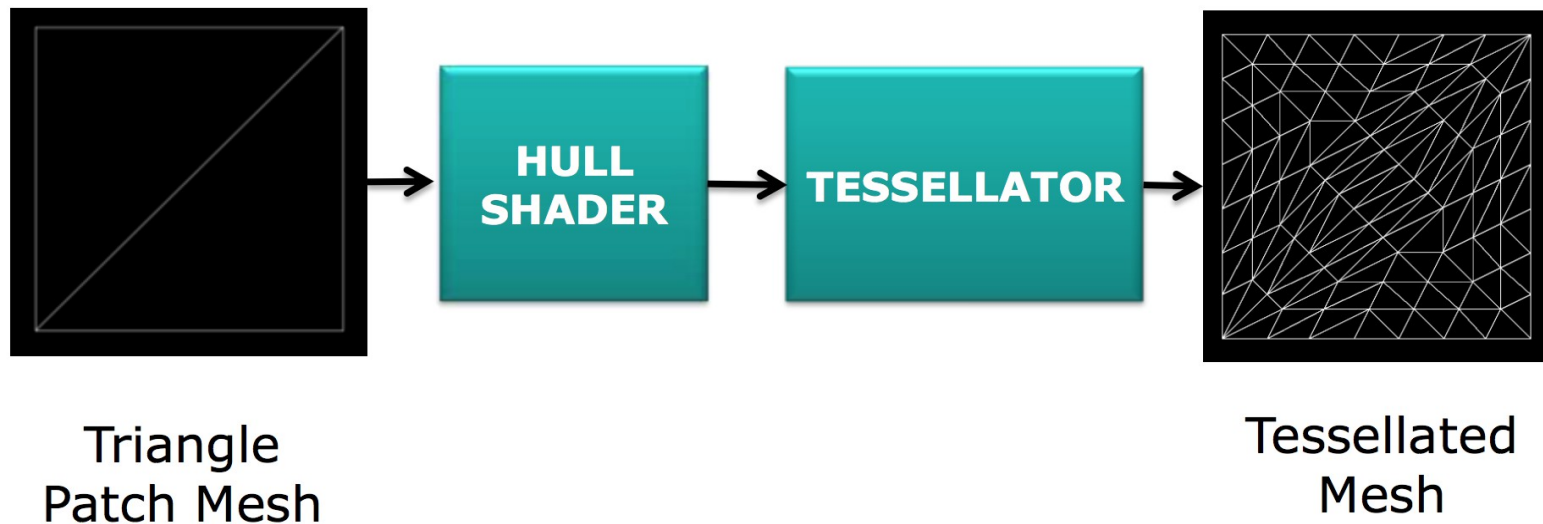 HULL
SHADER
TESSELLATOR
Triangle
Patch Mesh
Tessellated
Mesh